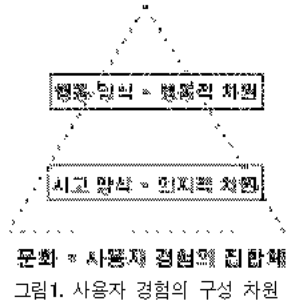 행동 양식 - 행동적 차원
사고 양식 - 인지적 차원
문화 - 사용자 경험의 집합체
그림1. 사용자 경험의 구성 차원